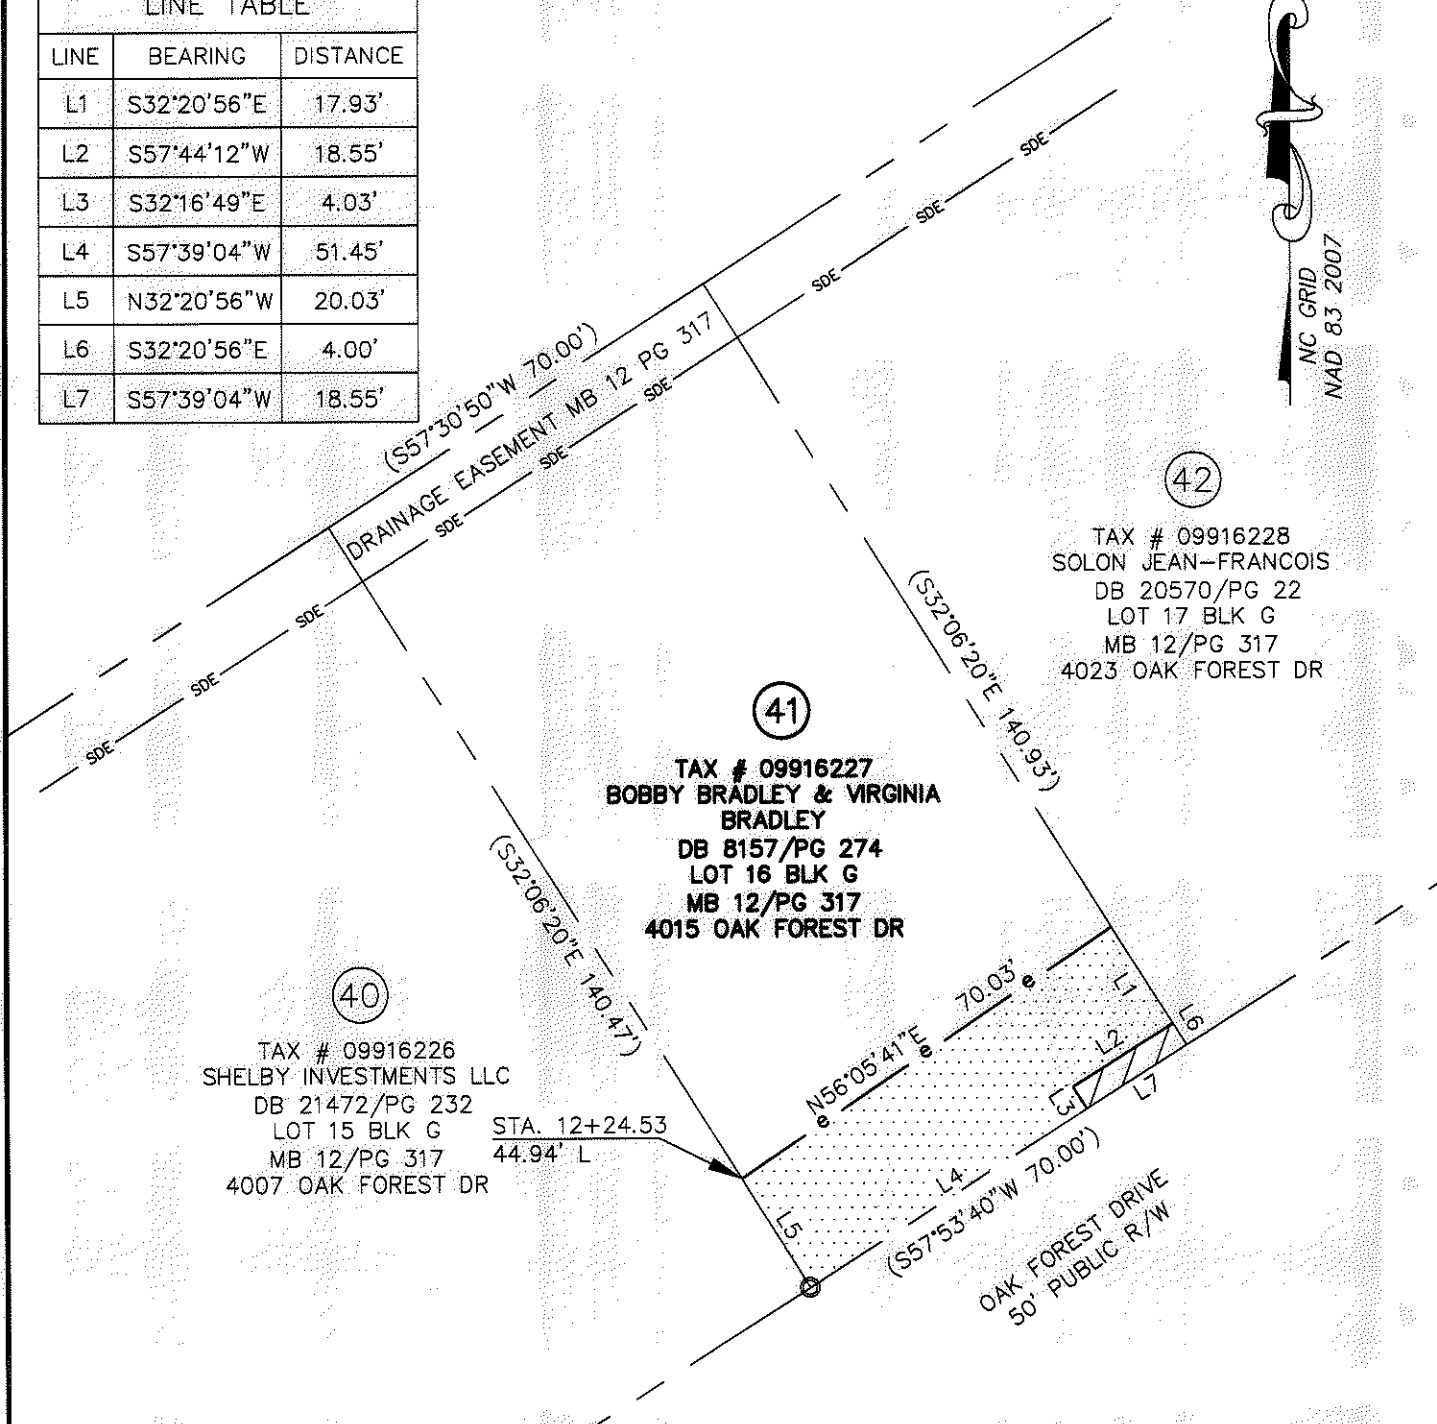 LINE TABLE
LINE BEARING DISTANCE
L1 S32°20'56"E 17.93'
L2 S57°44'12"W 18.55'
L3 S32°16'49"E 4.03'
L4 S57°39'04"W 51.45'
L5 N32°20'56"W 20.03'
L6 S32°20'56"E 4.00'
L7 S57°39'04"W 18.55'
NC GRID
NAD 83 2007
SDE
SDE
SDE
SDE
SDE
SDE
SDE
SDE
SDE
(S57°30'50"W 70.00')
DRAINAGE EASEMENT MB 12 PG 317
42
TAX # 09916228
SOLON JEAN-FRANCOIS
DB 20570/PG 22
LOT 17 BLK G
MB 12/PG 317
4023 OAK FOREST DR
(S32°06'20"E 140.93')
41
TAX # 09916227
BOBBY BRADLEY & VIRGINIA
BRADLEY
DB 8157/PG 274
LOT 16 BLK G
MB 12/PG 317
4015 OAK FOREST DR
(S32°06'20"E 140.47')
40
TAX # 09916226
SHELBY INVESTMENTS LLC
DB 21472/PG 232
LOT 15 BLK G
MB 12/PG 317
4007 OAK FOREST DR
STA. 12+24.53
44.94' L
N56°05'41"E 70.03'
e
e
e
L1
L6
L2
L3
L7
L4
L5
(S57°53'40"W 70.00')
OAK FOREST DRIVE
50' PUBLIC R/W